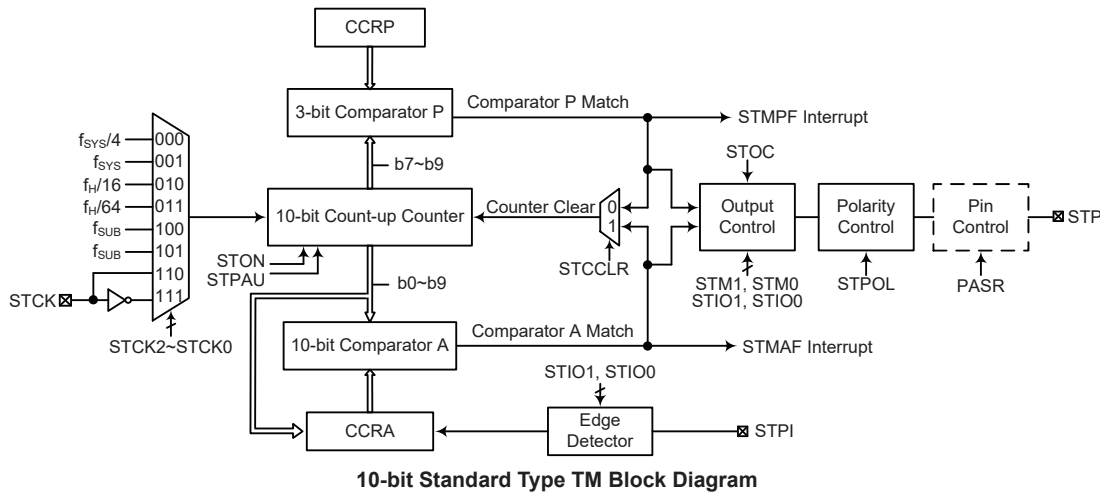 CCRP
3-bit Comparator P
Comparator P Match
STMPF Interrupt
b7~b9
STOC
fSYS/4
000
fSYS
001
fH/16
010
fH/64
011
fSUB
100
fSUB
101
110
111
STCK
STCK2~STCK0
10-bit Count-up Counter
Counter Clear
0
1
STCCLR
STON
STPAU
Output
Control
Polarity
Control
Pin
Control
STP
STM1, STM0
STIO1, STIO0
STPOL
PASR
b0~b9
10-bit Comparator A
Comparator A Match
STMAF Interrupt
STIO1, STIO0
CCRA
Edge
Detector
STPI
10-bit Standard Type TM Block Diagram